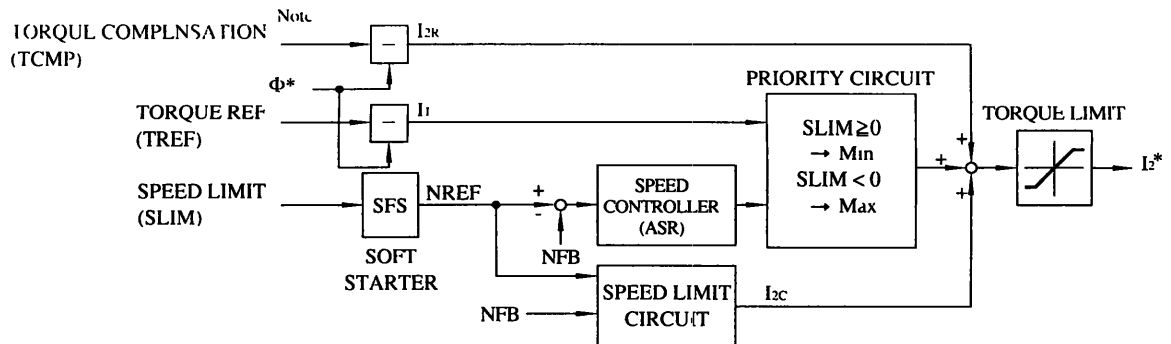 Note
TORQUE COMPENSATION
(TCMP)
I2R
Φ*
TORQUE REF
(TREF)
I1
SPEED LIMIT
(SLIM)
SFS
SOFT
STARTER
NREF
+
-
NFB
SPEED
CONTROLLER
(ASR)
NFB
SPEED LIMIT
CIRCUIT
I2C
PRIORITY CIRCUIT
SLIM≧0
→ Min
SLIM < 0
→ Max
+
+
+
TORQUE LIMIT
I2*